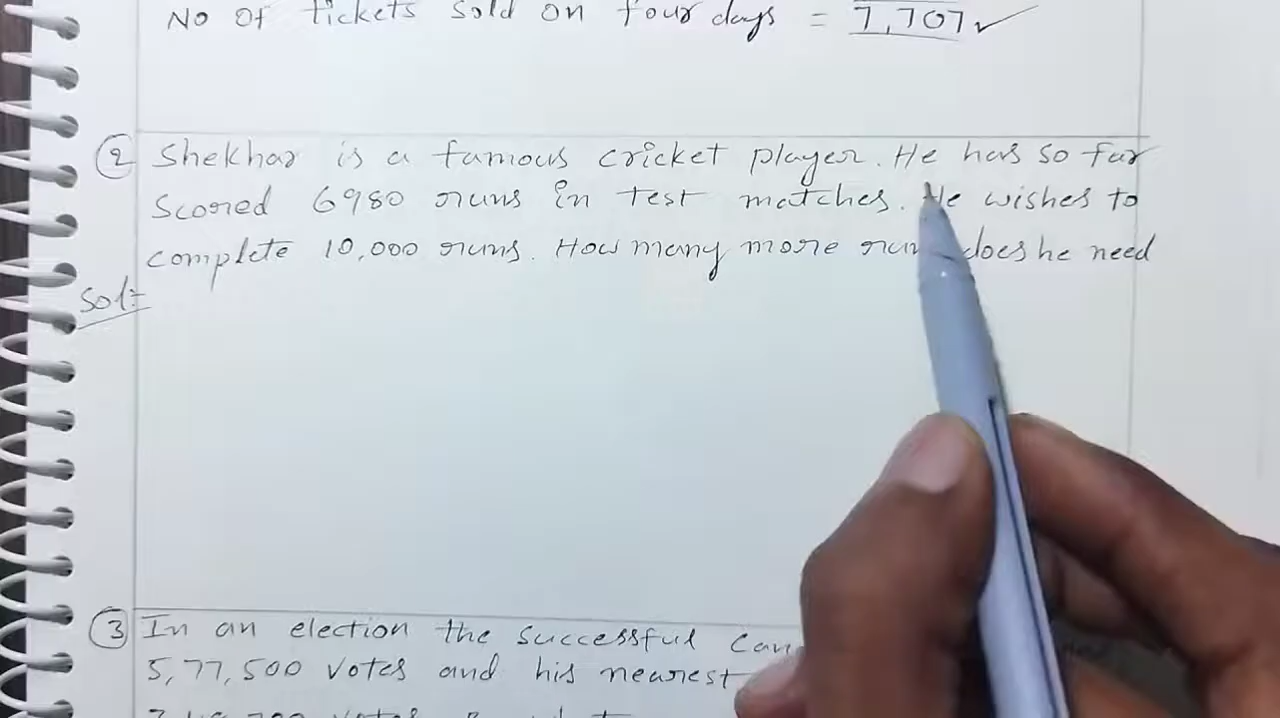 No Of tickets sold on four days = 7,707 ✓
2 Shekhar is a famous cricket player. He has so far
scored 6980 runs in test matches. He wishes to
complete 10,000 runs. How many more does he need
Sol:
3 In an election the successful
5,77,500 votes and his nearest
votes